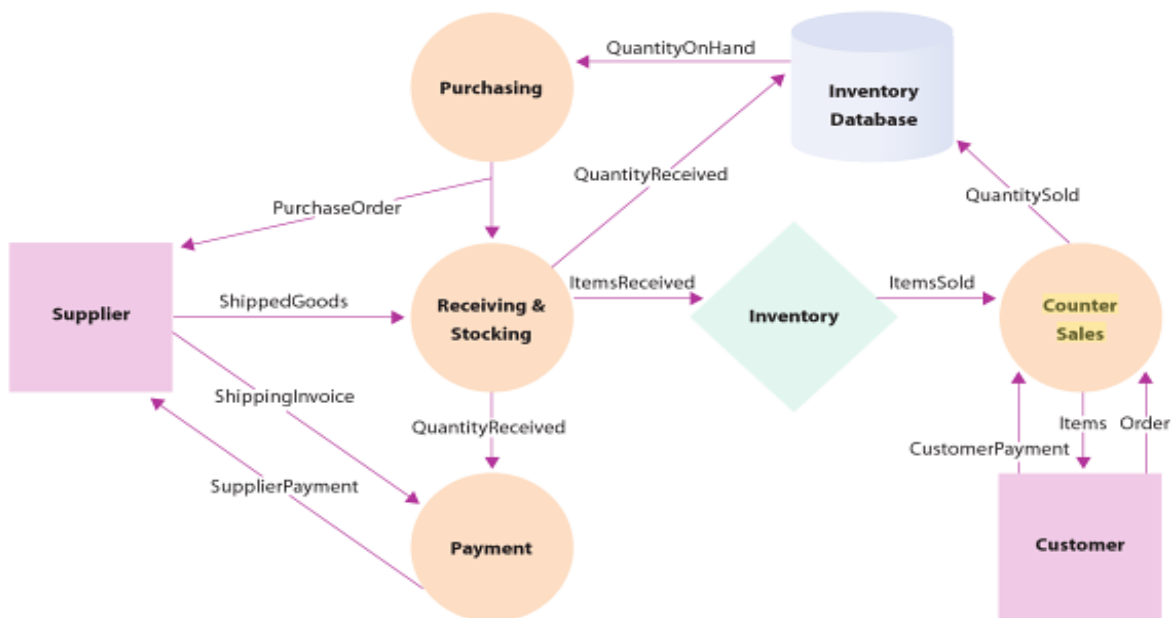 QuantityOnHand
Purchasing
Inventory
Database
QuantityReceived
QuantitySold
PurchaseOrder
Supplier
ShippedGoods
Receiving &
Stocking
ItemsReceived
Inventory
ItemsSold
Counter
Sales
ShippingInvoice
QuantityReceived
Items
Order
CustomerPayment
SupplierPayment
Payment
Customer